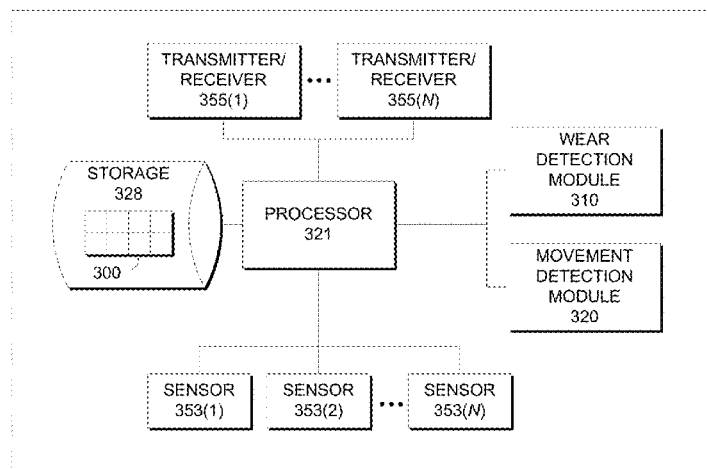 TRANSMITTER/
RECEIVER
355(1)
•••
TRANSMITTER/
RECEIVER
355(N)
STORAGE
328
300
PROCESSOR
321
WEAR
DETECTION
MODULE
310
MOVEMENT
DETECTION
MODULE
320
SENSOR
353(1)
SENSOR
353(2)
•••
SENSOR
353(N)